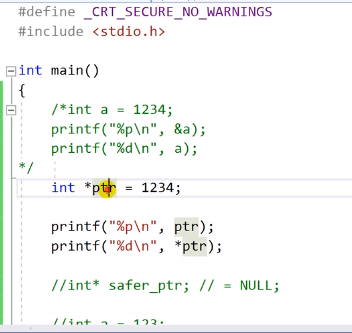 #define _CRT_SECURE_NO_WARNINGS
#include <stdio.h>
int main()
{
/*int a = 1234;
printf("%p\n", &a);
printf("%d\n", a);
*/
int *ptr = 1234;
printf("%p\n", ptr);
printf("%d\n", *ptr);
//int* safer_ptr; // = NULL;
//int a = 123;